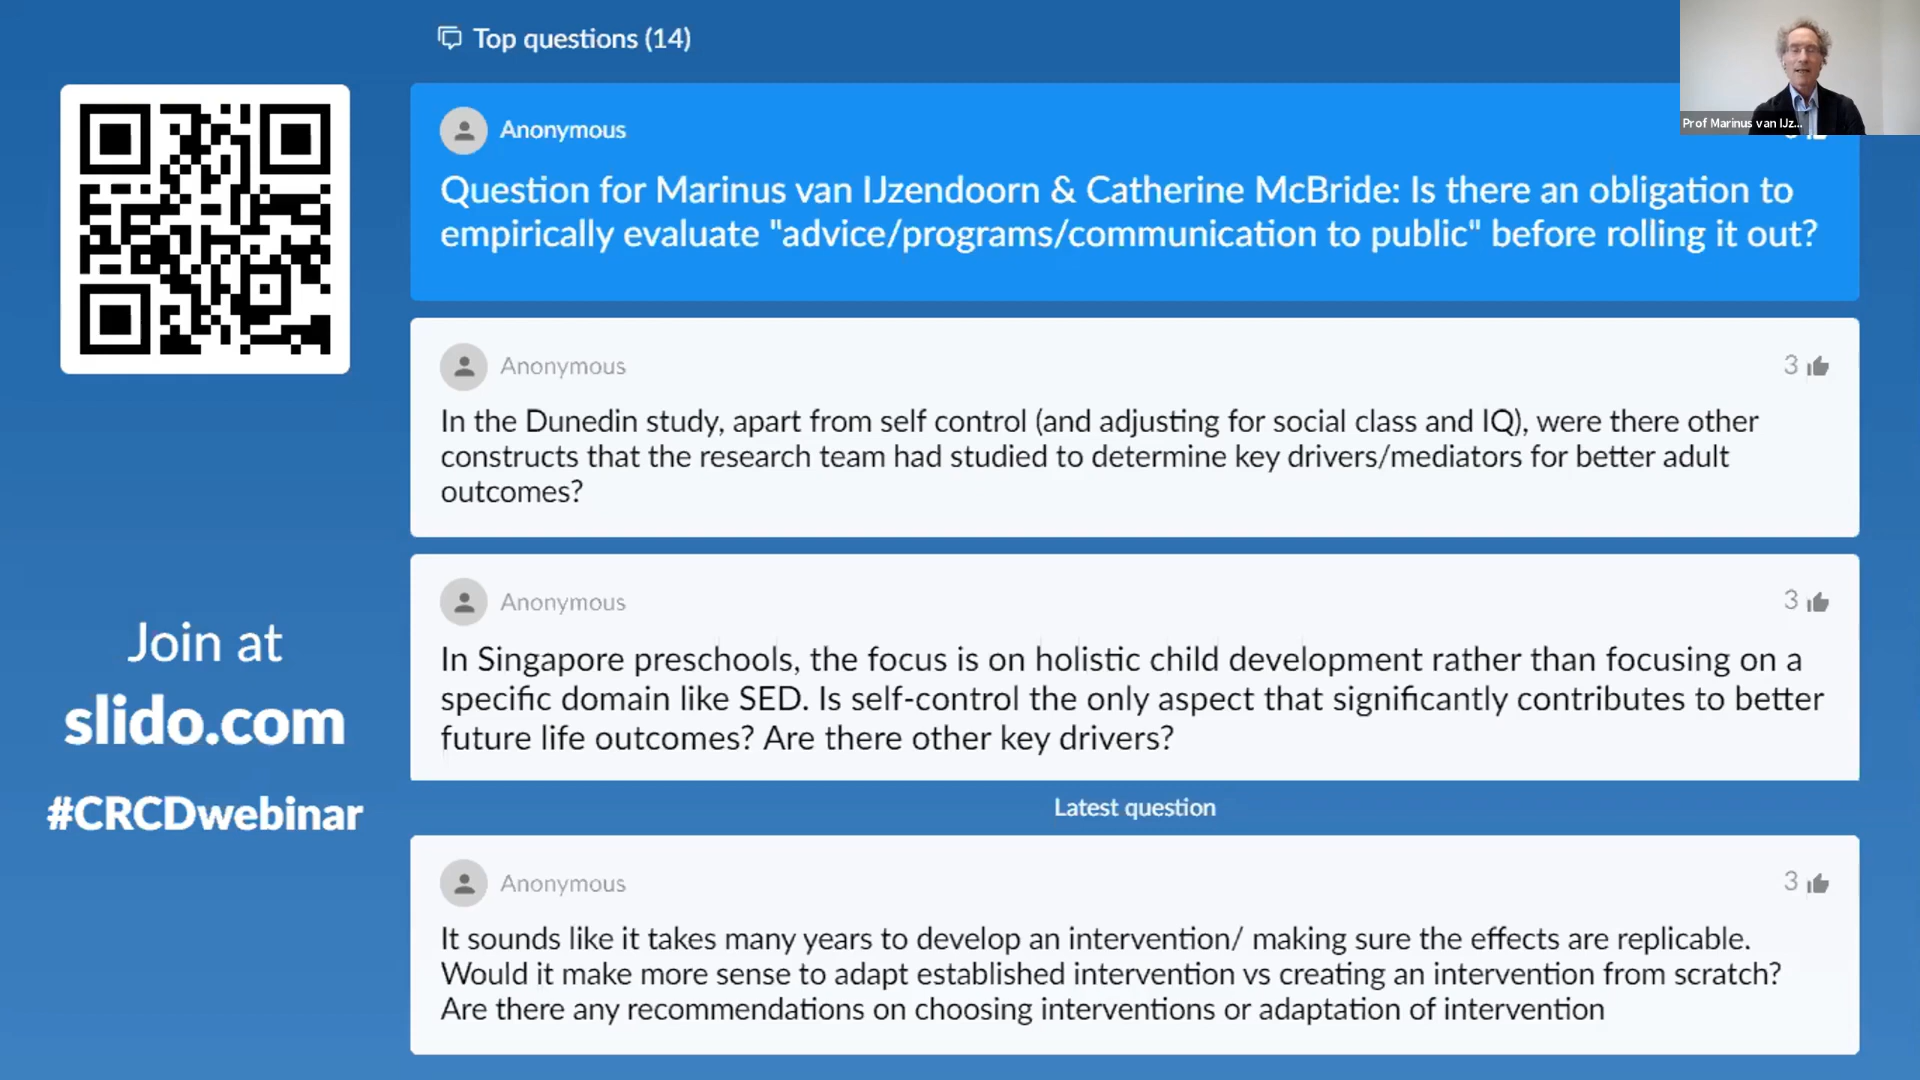 Top questions (14)
Prof Marinus van IJz...
Anonymous
Question for Marinus van IJzendoorn & Catherine McBride: Is there an obligation to
empirically evaluate "advice/programs/communication to public" before rolling it out?
Anonymous
3
In the Dunedin study, apart from self control (and adjusting for social class and IQ), were there other
constructs that the research team had studied to determine key drivers/mediators for better adult
outcomes?
Anonymous
3
In Singapore preschools, the focus is on holistic child development rather than focusing on a
specific domain like SED. Is self-control the only aspect that significantly contributes to better
future life outcomes? Are there other key drivers?
Join at
slido.com
#CRCDwebinar
Latest question
Anonymous
3
It sounds like it takes many years to develop an intervention/ making sure the effects are replicable.
Would it make more sense to adapt established intervention vs creating an intervention from scratch?
Are there any recommendations on choosing interventions or adaptation of intervention